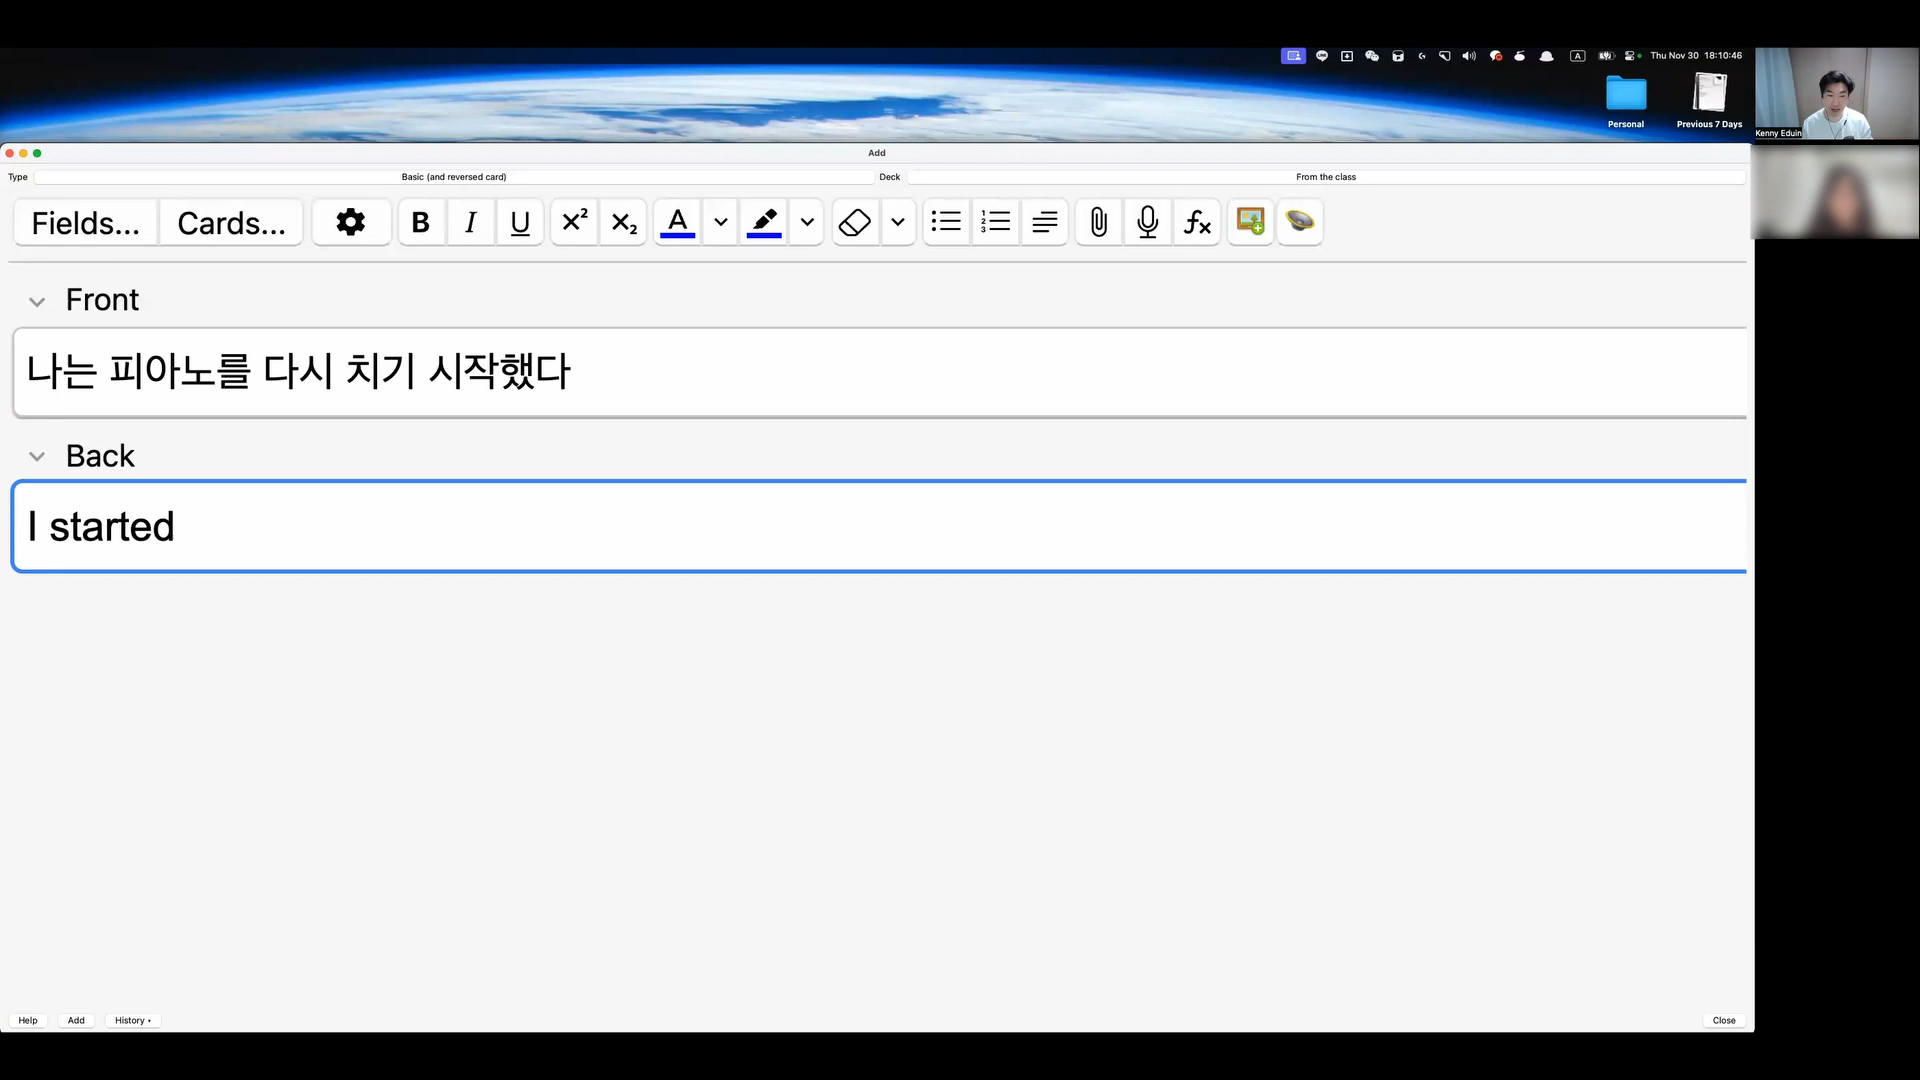 Thu Nov 30 18:10:46
Personal
Previous 7 Days
Kenny Eduin
Add
Type
Basic (and reversed card)
Deck
From the class
Fields...
Cards...
Front
나는 피아노를 다시 치기 시작했다
Back
I started
Help
Add
History
Close